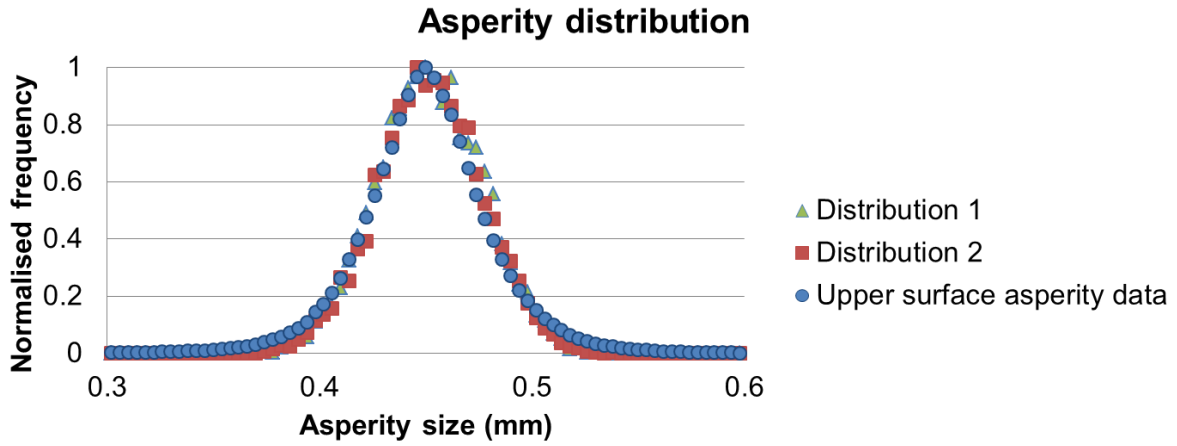 Asperity distribution
Normalised frequency
1
0.8
0.6
0.4
0.2
0
0.3
0.4
0.5
0.6
Asperity size (mm)
Distribution 1
Distribution 2
Upper surface asperity data